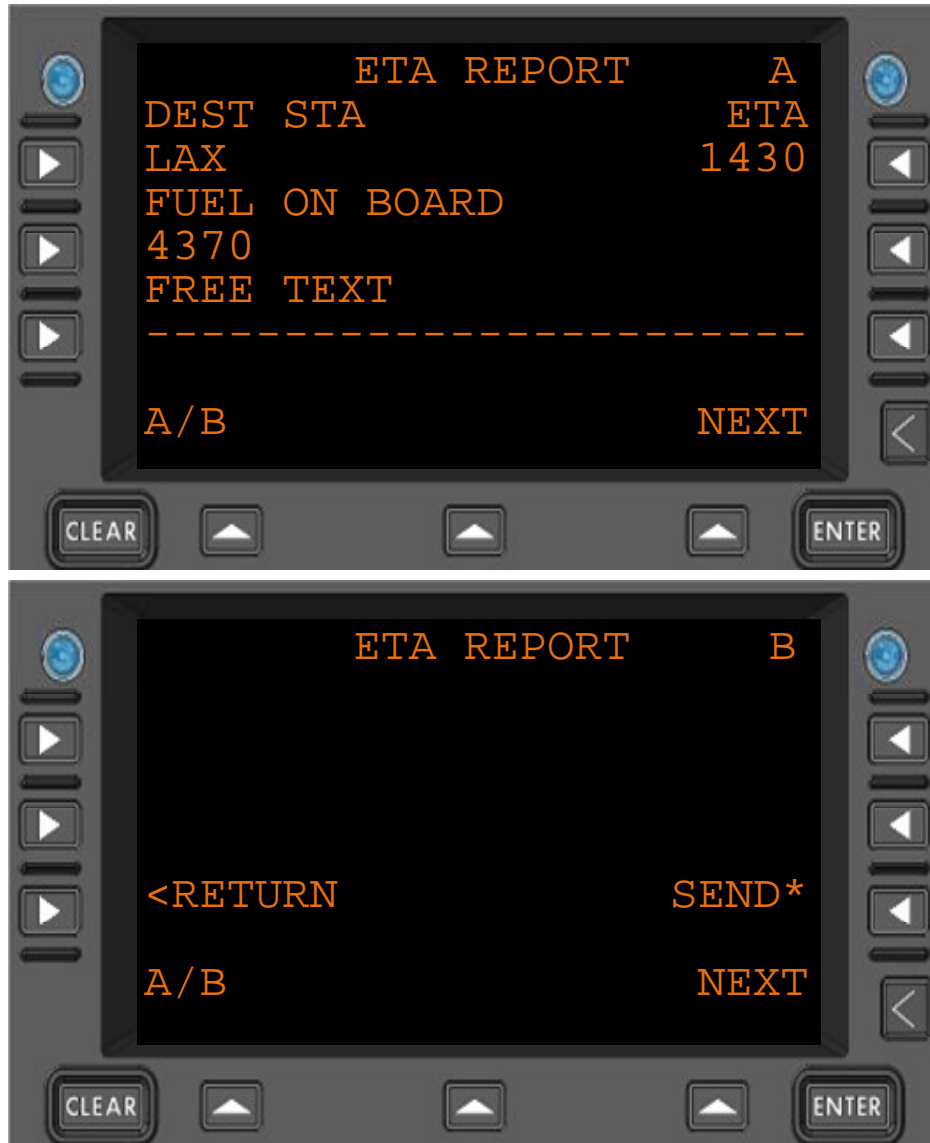 ETA REPORT A
DEST STA ETA
LAX 1430
FUEL ON BOARD
4370
FREE TEXT
------------------------
A/B NEXT
CLEAR ENTER
ETA REPORT B
<RETURN SEND*
A/B NEXT
CLEAR ENTER